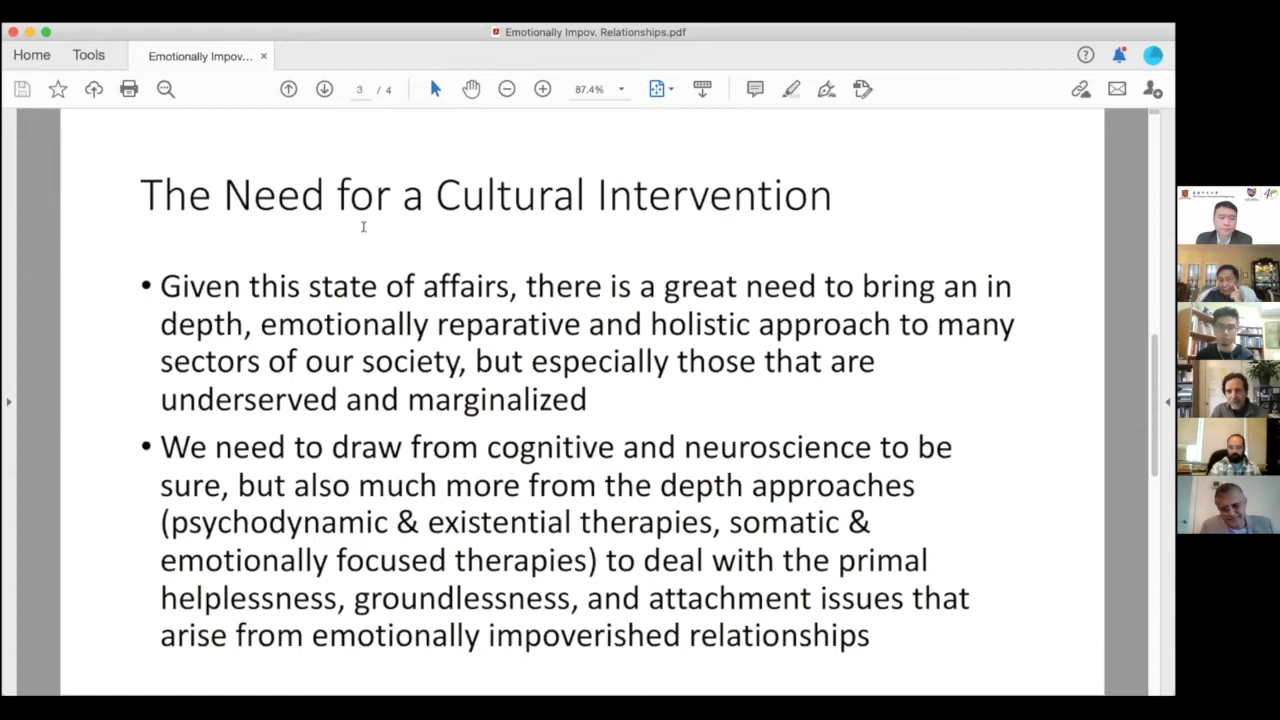 Emotionally Impov. Relationships.pdf
Home
Tools
Emotionally Impov...
3 / 4
87.4%
The Need for a Cultural Intervention
• Given this state of affairs, there is a great need to bring an in
depth, emotionally reparative and holistic approach to many
sectors of our society, but especially those that are
underserved and marginalized
• We need to draw from cognitive and neuroscience to be
sure, but also much more from the depth approaches
(psychodynamic & existential therapies, somatic &
emotionally focused therapies) to deal with the primal
helplessness, groundlessness, and attachment issues that
arise from emotionally impoverished relationships